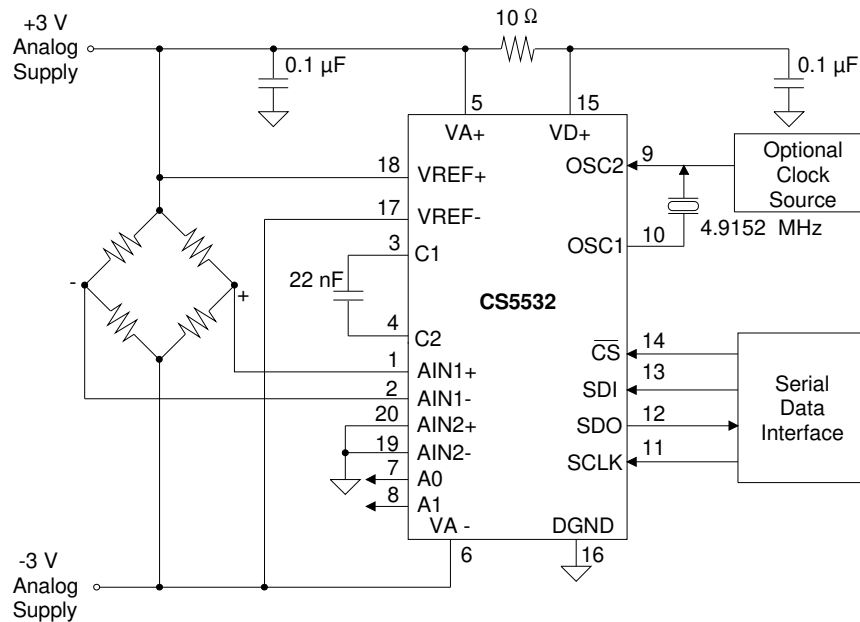 +3 V
Analog
Supply
10 Ω
0.1 µF
0.1 µF
5
15
VA+
VD+
18
VREF+
17
VREF-
3
C1
22 nF
4
C2
1
AIN1+
2
AIN1-
20
AIN2+
19
AIN2-
7
A0
8
A1
VA -
6
DGND
16
CS5532
OSC2
9
OSC1
10
4.9152 MHz
Optional
Clock
Source
CS
14
SDI
13
SDO
12
SCLK
11
Serial
Data
Interface
-
+
-3 V
Analog
Supply